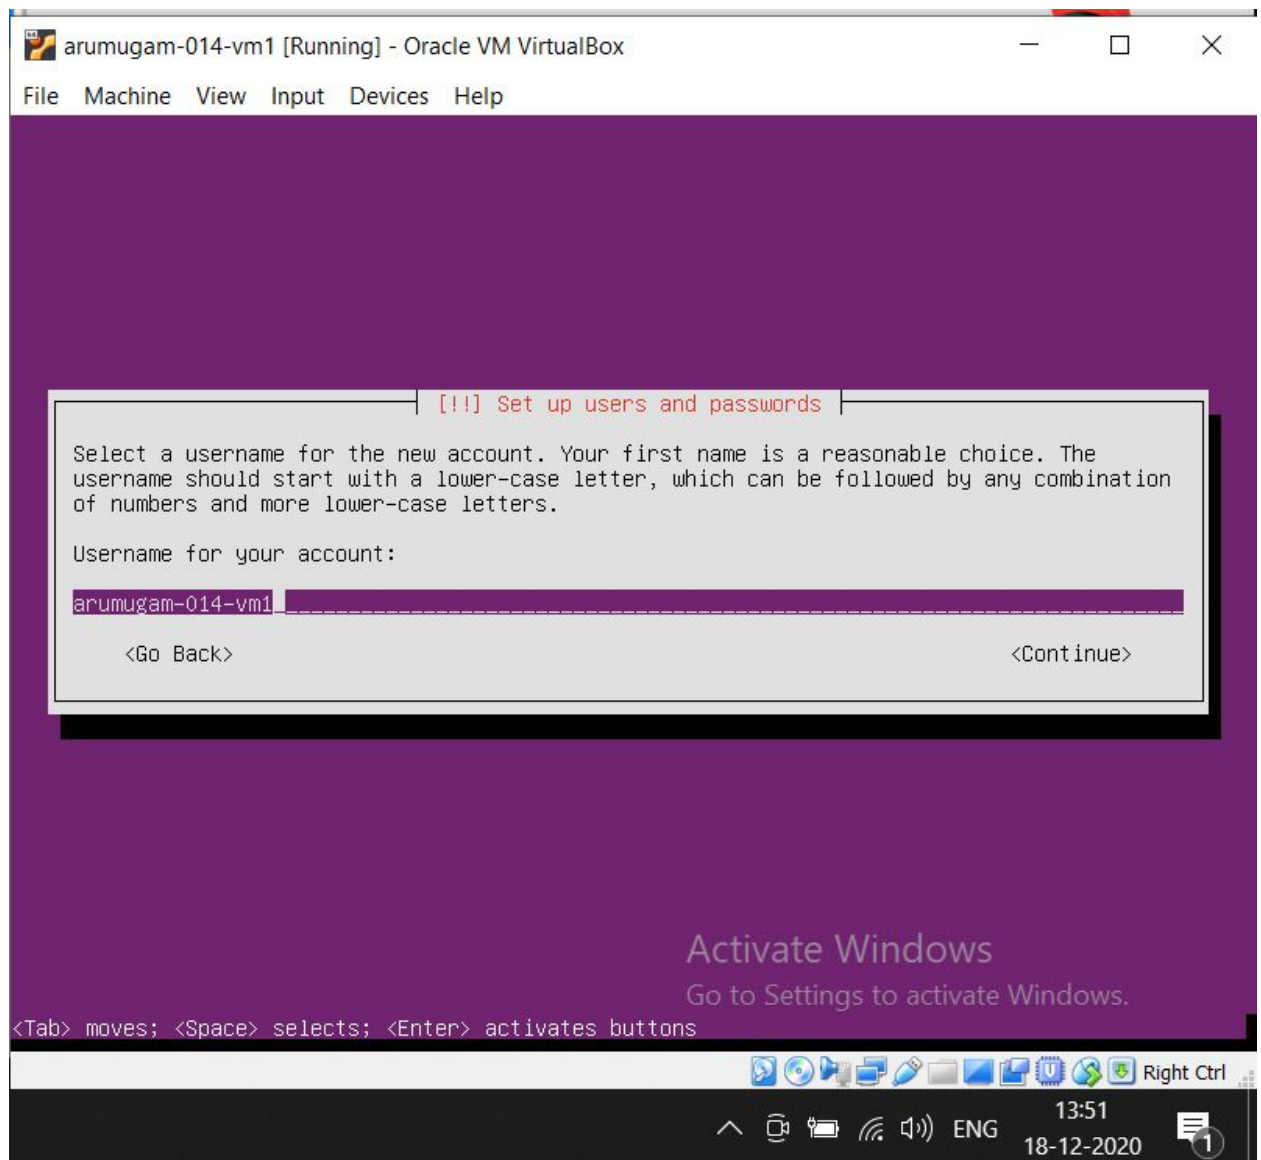 arumugam-014-vm1 [Running] - Oracle VM VirtualBox
File Machine View Input Devices Help
[!!] Set up users and passwords
Select a username for the new account. Your first name is a reasonable choice. The
username should start with a lower-case letter, which can be followed by any combination
of numbers and more lower-case letters.
Username for your account:
arumugam-014-vm1
<Go Back> <Continue>
Activate Windows
Go to Settings to activate Windows.
<Tab> moves; <Space> selects; <Enter> activates buttons
Right Ctrl
13:51
ENG
18-12-2020
1